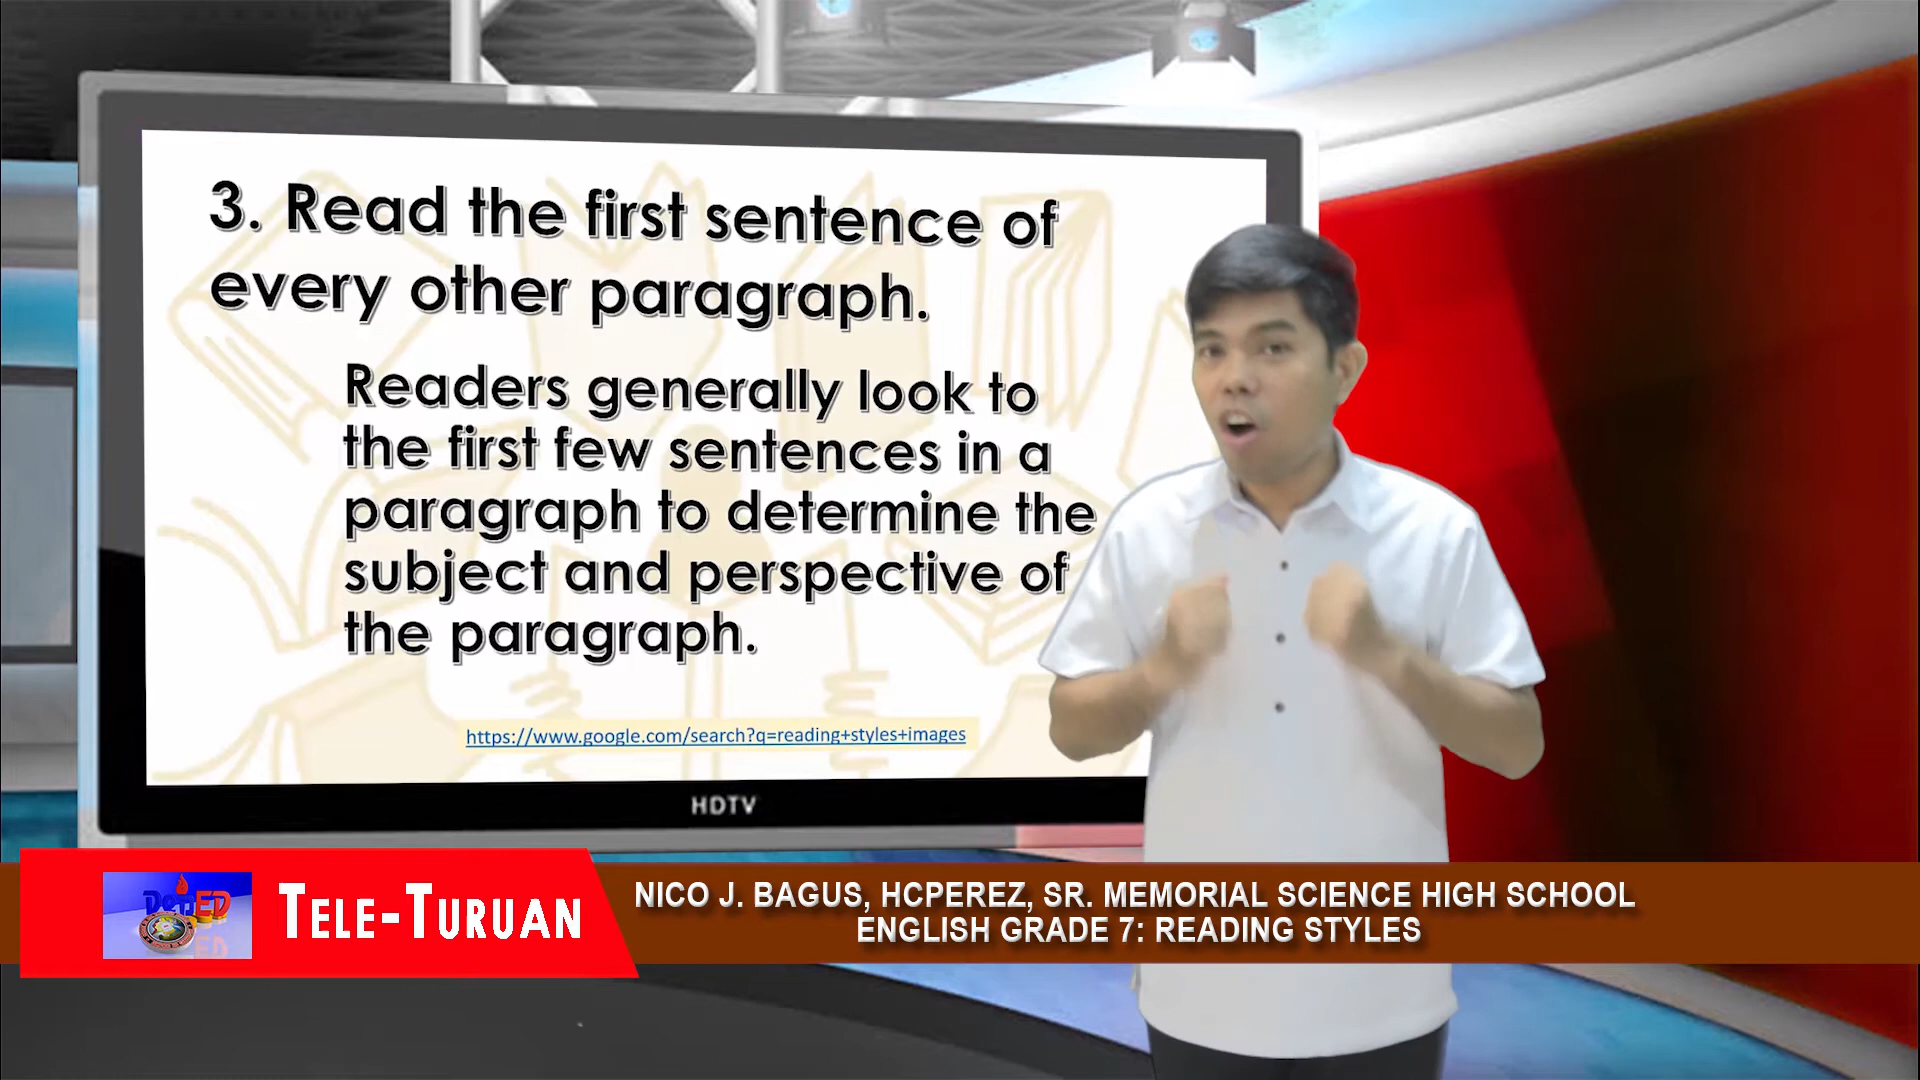 3. Read the first sentence of
every other paragraph.
Readers generally look to
the first few sentences in a
paragraph to determine the
subject and perspective of
the paragraph.
https://www.google.com/search?q=reading+styles+images
HDTV
DepED
TELE-TURUAN
NICO J. BAGUS, HCPEREZ, SR. MEMORIAL SCIENCE HIGH SCHOOL
ENGLISH GRADE 7: READING STYLES